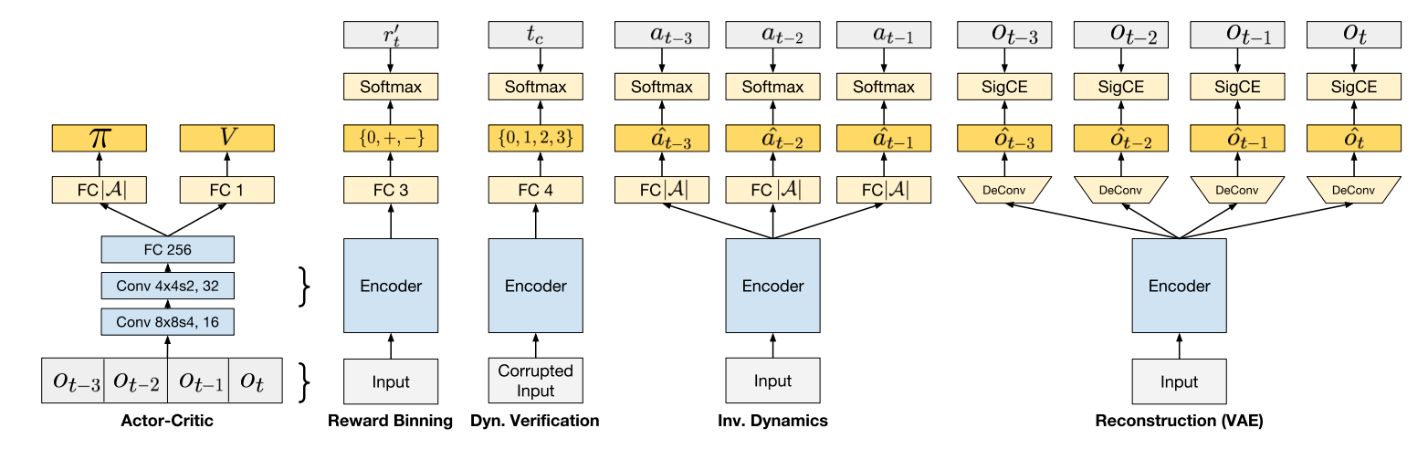 r′_t t_c a_{t−3} a_{t−2} a_{t−1} o_{t−3} o_{t−2} o_{t−1} o_t
Softmax Softmax Softmax Softmax Softmax SigCE SigCE SigCE SigCE
π V {0, +, −} {0, 1, 2, 3} â_{t−3} â_{t−2} â_{t−1} ô_{t−3} ô_{t−2} ô_{t−1} ô_t
FC|𝒜| FC 1 FC 3 FC 4 FC|𝒜| FC|𝒜| FC|𝒜| DeConv DeConv DeConv DeConv
FC 256
Conv 4x4s2, 32 } Encoder Encoder Encoder Encoder
Conv 8x8s4, 16
o_{t−3} o_{t−2} o_{t−1} o_t } Input Corrupted Input Input Input
Actor-Critic Reward Binning Dyn. Verification Inv. Dynamics Reconstruction (VAE)